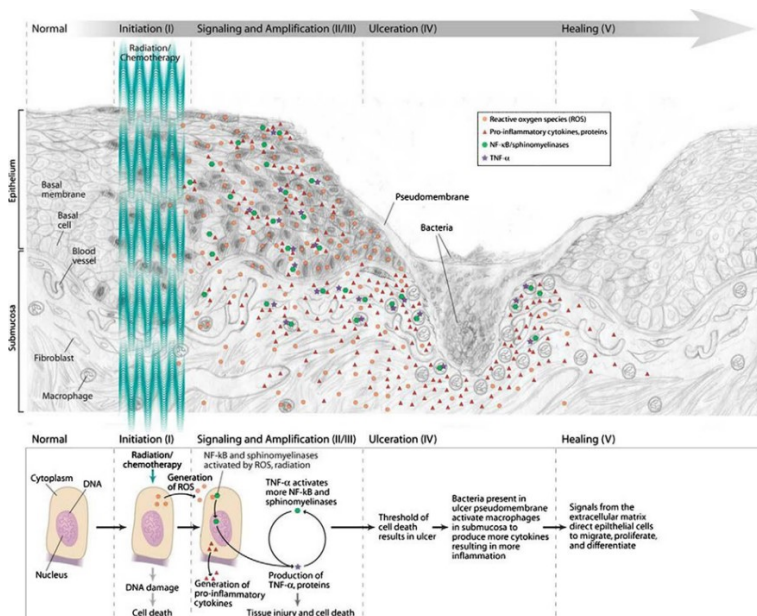 Normal
Initiation (I)
Signaling and Amplification (II/III)
Ulceration (IV)
Healing (V)
Radiation/
Chemotherapy
Reactive oxygen species (ROS)
Pro-inflammatory cytokines, proteins
NF-κB/sphinomyelinases
TNF-α
Epithelium
Submucosa
Basal
membrane
Basal
cell
Blood
vessel
Fibroblast
Macrophage
Pseudomembrane
Bacteria
Normal
Initiation (I)
Signaling and Amplification (II/III)
Ulceration (IV)
Healing (V)
Cytoplasm
DNA
Nucleus
Radiation/
chemotherapy
Generation
of ROS
DNA damage
Cell death
NF-kB and sphinomyelinases
activated by ROS, radiation
Generation of
pro-inflammatory
cytokines
TNF-α activates
more NF-kB and
sphinomyelinases
Production of
TNF-α, proteins
Tissue injury and cell death
Threshold of
cell death
results in ulcer
Bacteria present in
ulcer pseudomembrane
activate macrophages
in submucosa to
produce more cytokines
resulting in more
inflammation
Signals from the
extracellular matrix
direct epithelial cells
to migrate, proliferate,
and differentiate